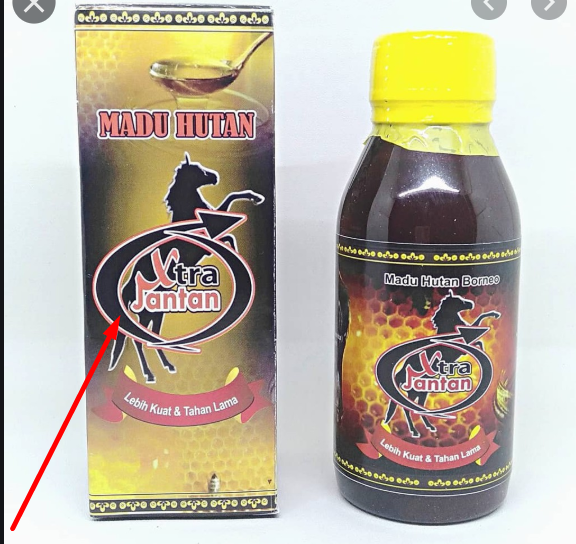 MADU HUTAN
Xtra
Jantan
Lebih Kuat & Tahan Lama
Madu Hutan Borneo
Xtra
Jantan
Lebih Kuat & Tahan Lama